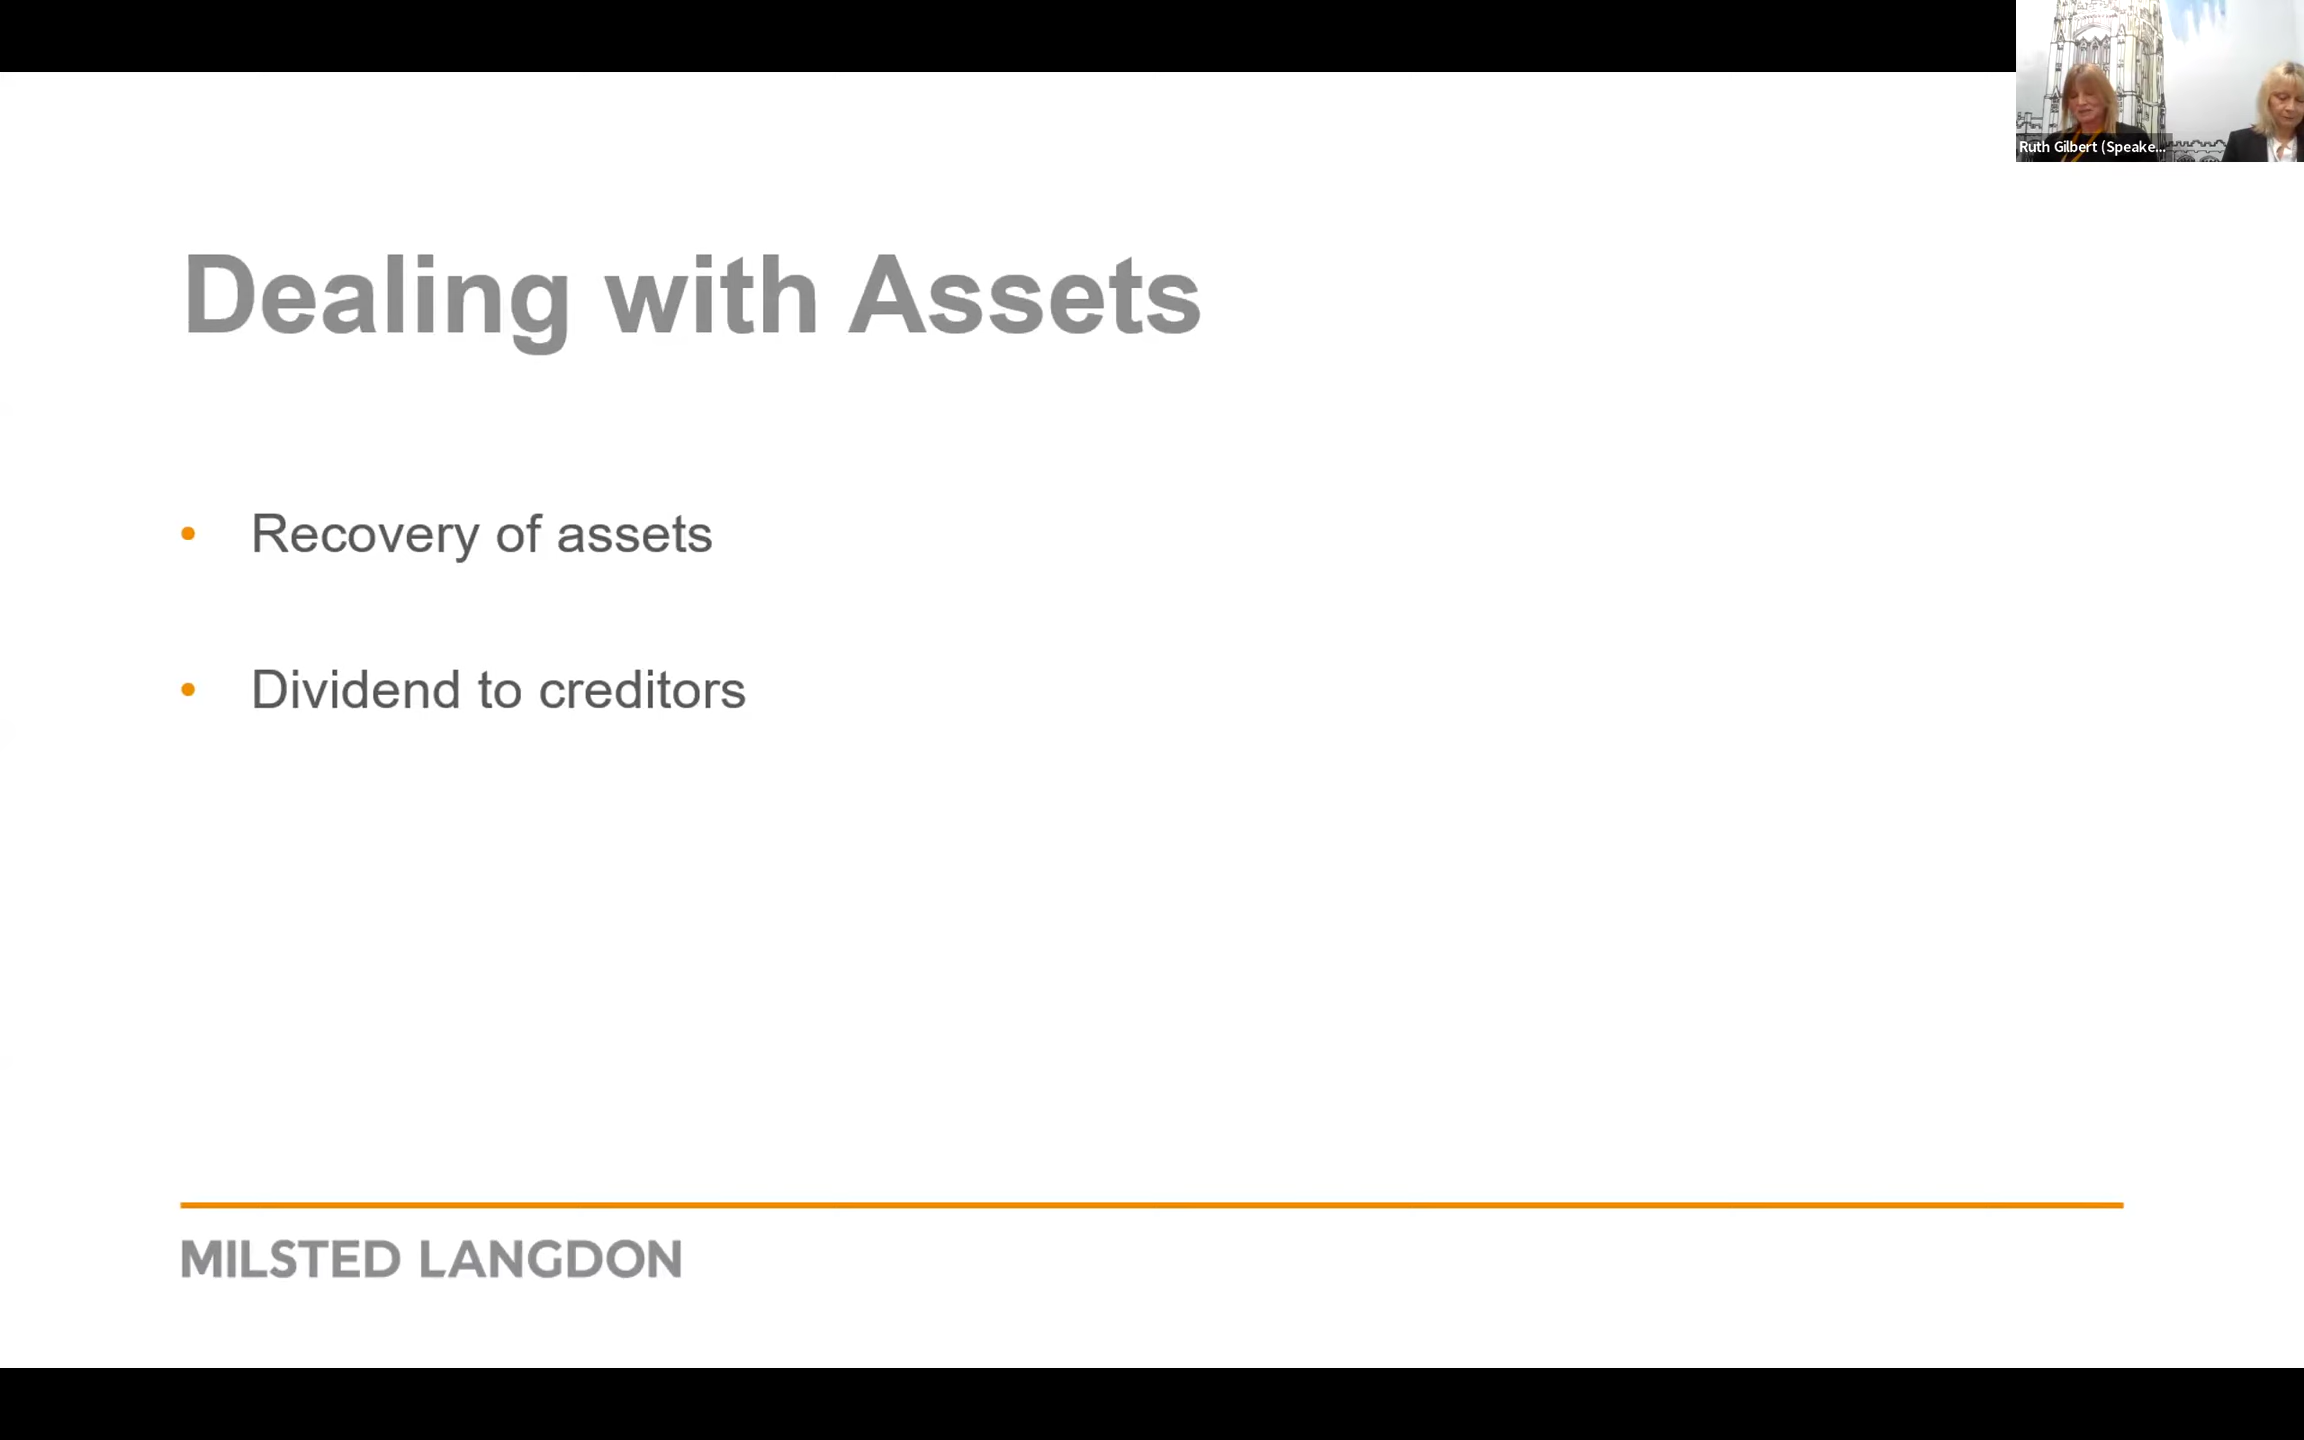 Ruth Gilbert (Speake...
Dealing with Assets
• Recovery of assets
• Dividend to creditors
MILSTED LANGDON